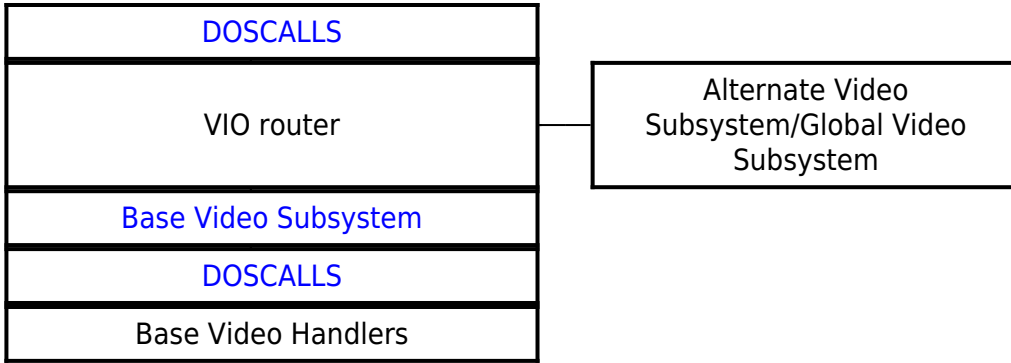 DOSCALLS
VIO router
Alternate Video
Subsystem/Global Video
Subsystem
Base Video Subsystem
DOSCALLS
Base Video Handlers